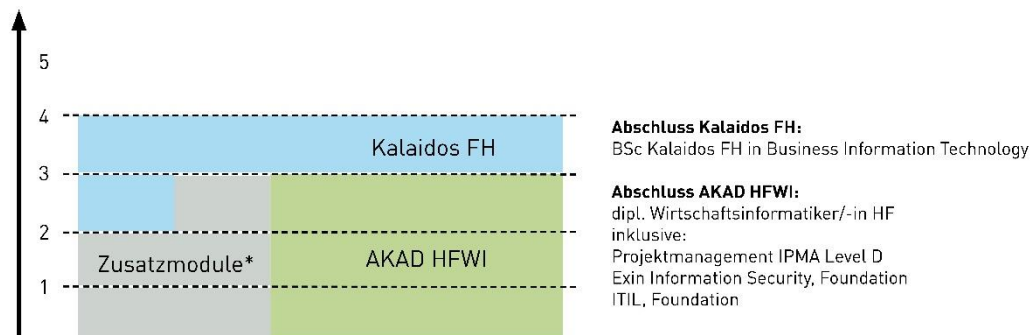 5
4
Kalaidos FH
3
2
Zusatzmodule*
AKAD HFWI
1
Abschluss Kalaidos FH:
BSc Kalaidos FH in Business Information Technology
Abschluss AKAD HFWI:
dipl. Wirtschaftsinformatiker/-in HF
inklusive:
Projektmanagement IPMA Level D
Exin Information Security, Foundation
ITIL, Foundation